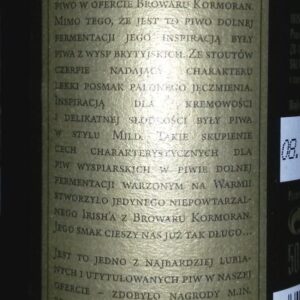 piwo w ofercie Browaru Kormoran.
Mimo tego, że jest to piwo dolnej
fermentacji jego inspiracją były
piwa z wysp brytyjskich. Ze stoutów
czerpie nadający charakteru
lekki posmak palonego jęczmienia.
Inspiracją dla kremowości
i delikatnej słodkości były piwa
w stylu Mild. Takie skupienie
cech charakterystycznych dla
piw wyspiarskich w piwie dolnej
fermentacji warzonym na Warmii
stworzyło jedynego niepowtarzal-
nego Irish'a z Browaru Kormoran.
Jego smak cieszy nas już tak długo...
Jest to jedno z najbardziej lubia-
nych i utytułowanych piw w naszej
ofercie – zdobyło nagrody m.in.
08.